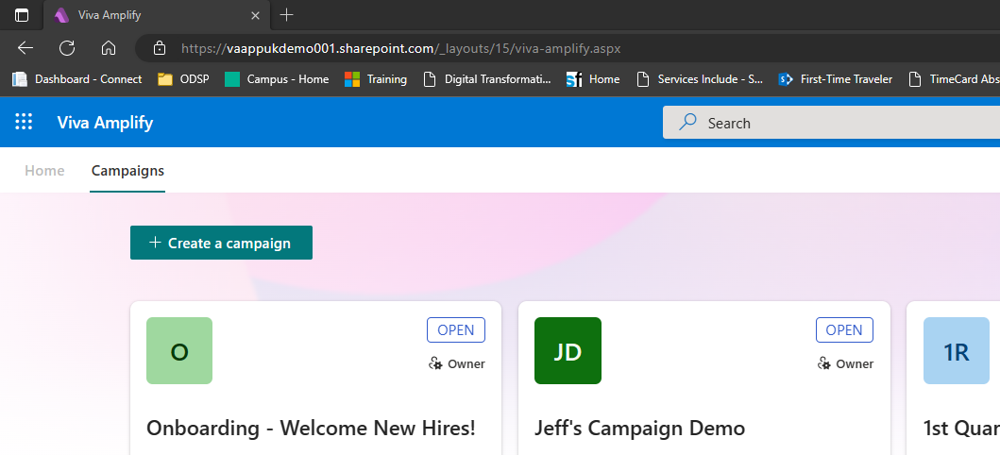 Viva Amplify
https://vaappukdemo001.sharepoint.com/_layouts/15/viva-amplify.aspx
Dashboard - Connect ODSP Campus - Home Training Digital Transformati... Home Services Include - S... First-Time Traveler TimeCard Abs
Viva Amplify Search
Home Campaigns
+ Create a campaign
O OPEN JD OPEN 1R
Owner Owner
Onboarding - Welcome New Hires! Jeff's Campaign Demo 1st Quar